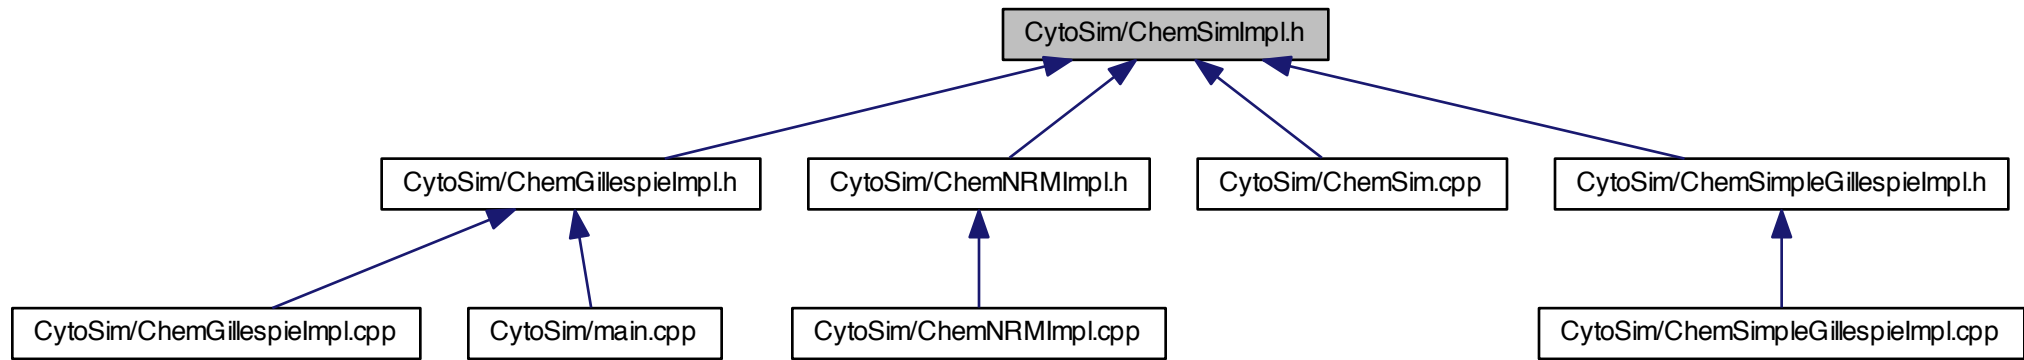 CytoSim/ChemSimImpl.h
CytoSim/ChemGillespieImpl.h
CytoSim/ChemNRMImpl.h
CytoSim/ChemSim.cpp
CytoSim/ChemSimpleGillespieImpl.h
CytoSim/ChemGillespieImpl.cpp
CytoSim/main.cpp
CytoSim/ChemNRMImpl.cpp
CytoSim/ChemSimpleGillespieImpl.cpp